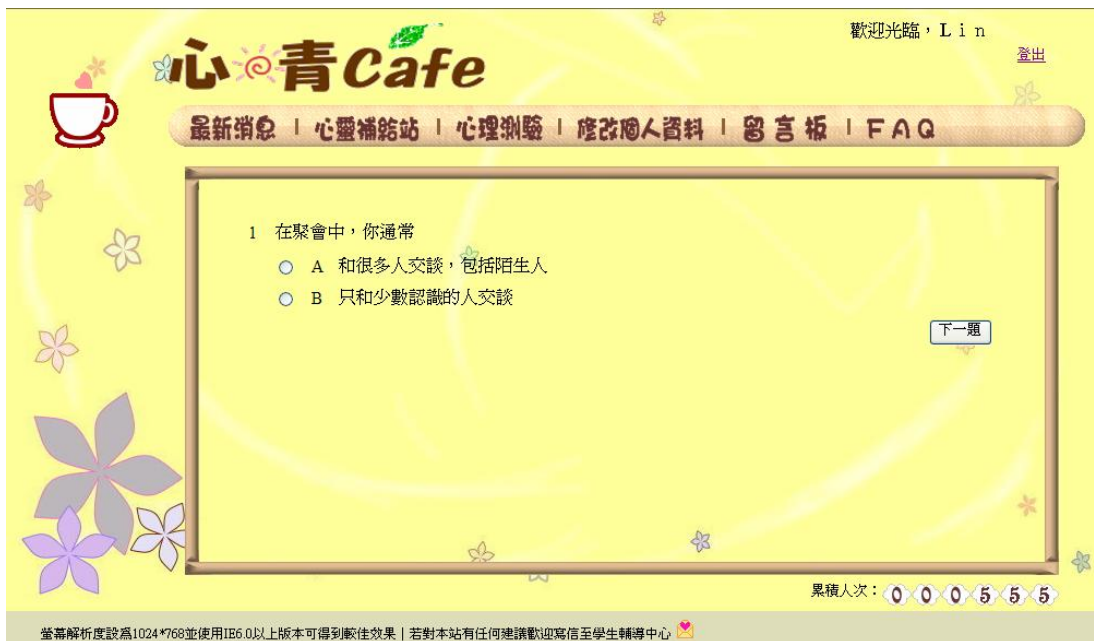 歡迎光臨，Lin
登出
心青Cafe
最新消息 | 心靈補給站 | 心理測驗 | 修改個人資料 | 留言板 | FAQ
1 在聚會中，你通常
A 和很多人交談，包括陌生人
B 只和少數認識的人交談
下一題
累積人次：000555
螢幕解析度設為1024*768並使用IE6.0以上版本可得到較佳效果 | 若對本站有任何建議歡迎寫信至學生輔導中心